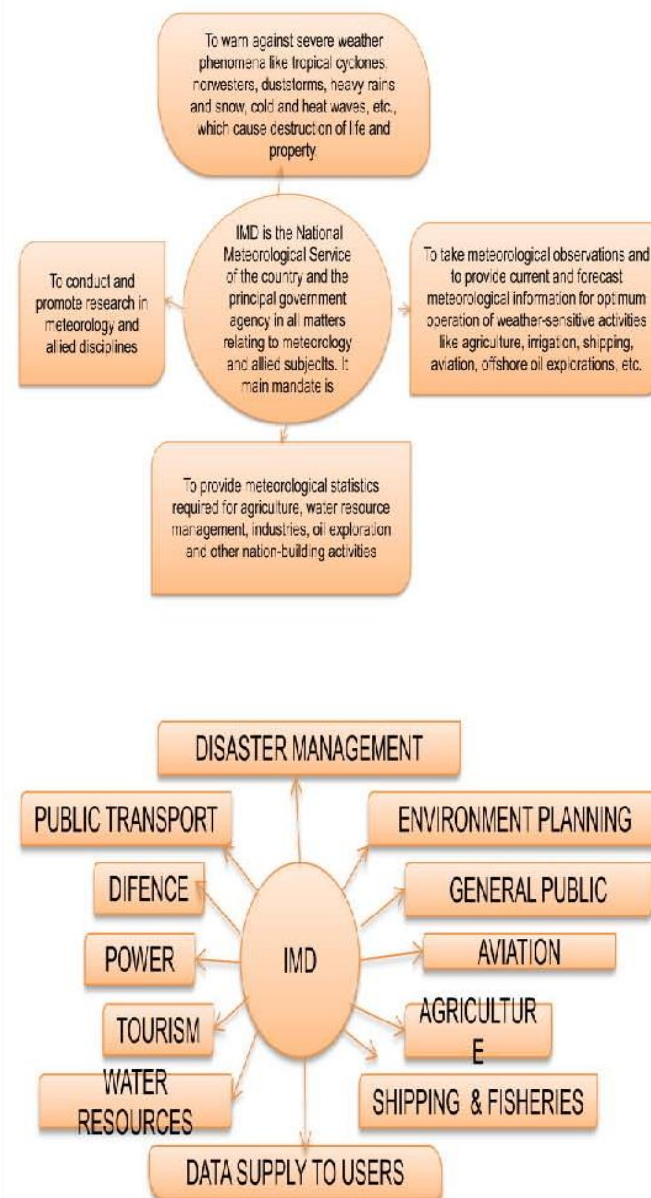 To warn against severe weather
phenomena like tropical cyclones,
norwesters, duststorms, heavy rains
and snow, cold and heat waves, etc.,
which cause destruction of life and
property.
IMD is the National
Meteorological Service
of the country and the
principal government
agency in all matters
relating to meteorology
and allied subjeclts. It
main mandate is
To conduct and
promote research in
meteorology and
allied disciplines
To take meteorological observations and
to provide current and forecast
meteorological information for optimum
operation of weather-sensitive activities
like agriculture, irrigation, shipping,
aviation, offshore oil explorations, etc.
To provide meteorological statistics
required for agriculture, water resource
management, industries, oil exploration
and other nation-building activities
DISASTER MANAGEMENT
PUBLIC TRANSPORT
ENVIRONMENT PLANNING
DIFENCE
GENERAL PUBLIC
POWER
IMD
AVIATION
TOURISM
AGRICULTUR
E
WATER
RESOURCES
SHIPPING & FISHERIES
DATA SUPPLY TO USERS